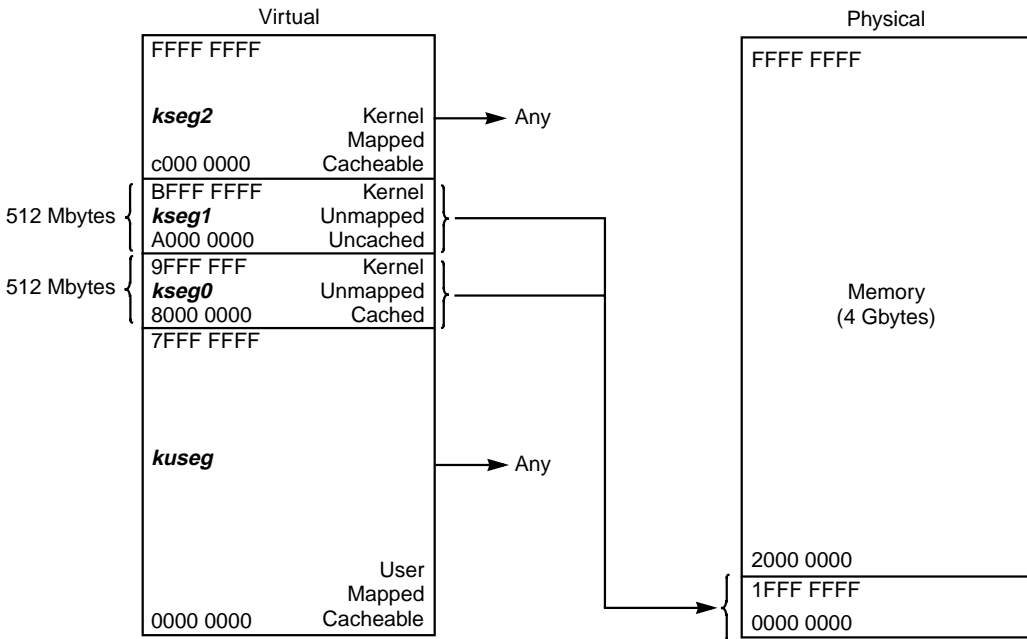 Virtual
Physical
FFFF FFFF
FFFF FFFF
kseg2 Kernel
Any
Mapped
c000 0000 Cacheable
BFFF FFFF Kernel
512 Mbytes
kseg1 Unmapped
A000 0000 Uncached
9FFF FFF Kernel
512 Mbytes
kseg0 Unmapped
8000 0000 Cached
Memory
(4 Gbytes)
7FFF FFFF
kuseg
Any
User
Mapped
0000 0000 Cacheable
2000 0000
1FFF FFFF
0000 0000